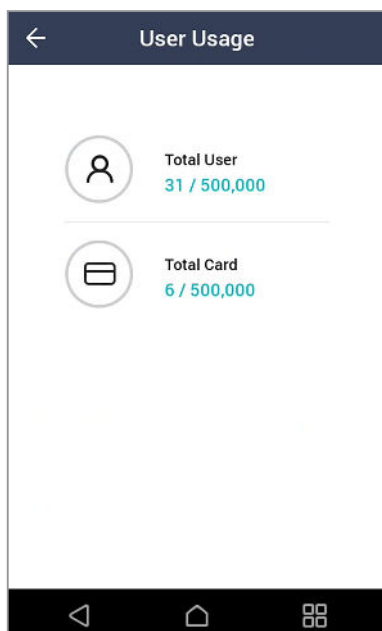 User Usage
Total User
31 / 500,000
Total Card
6 / 500,000